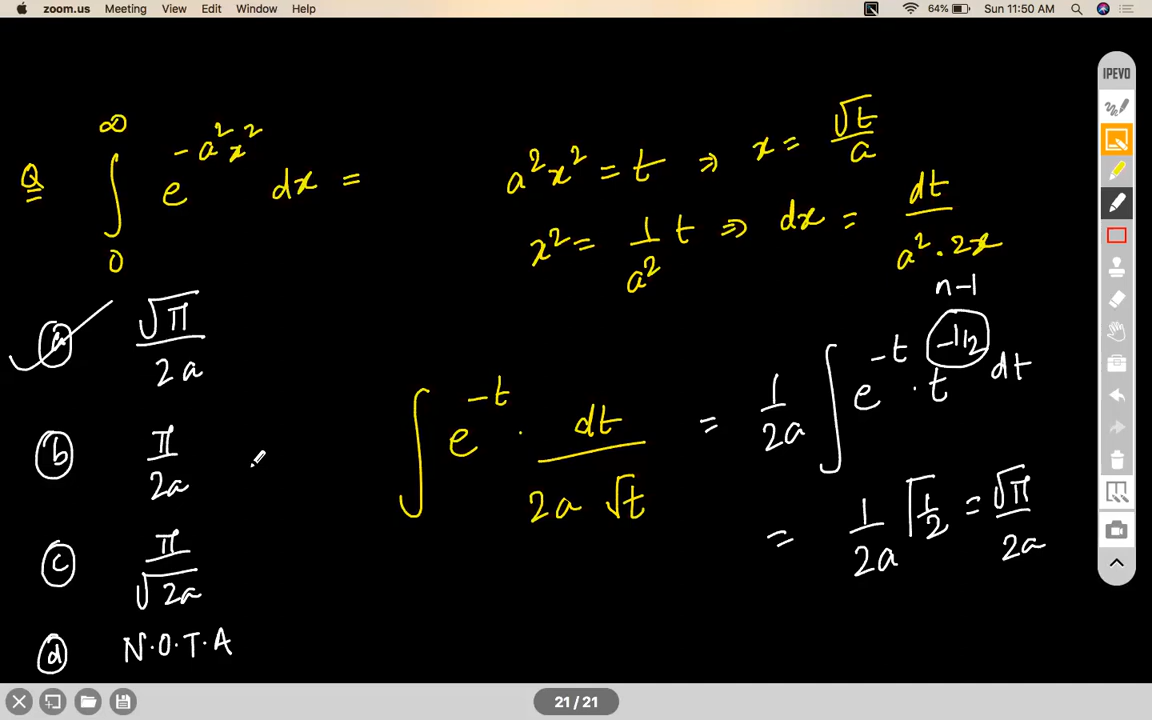 zoom.us Meeting View Edit Window Help 64% Sun 11:50 AM
IPEVO
Q ∫₀^∞ e^{-a²x²} dx =
a²x² = t ⇒ x = √t/a
x² = 1/a² t ⇒ dx = dt/(a²·2x)
n-1
∫ e^{-t} · dt/(2a √t) = 1/2a ∫ e^{-t} · t^{-1/2} dt
= 1/2a Γ1/2 = √π/2a
ⓐ √π/2a
ⓑ π/2a
ⓒ π/√2a
ⓓ N.O.T.A
21 / 21